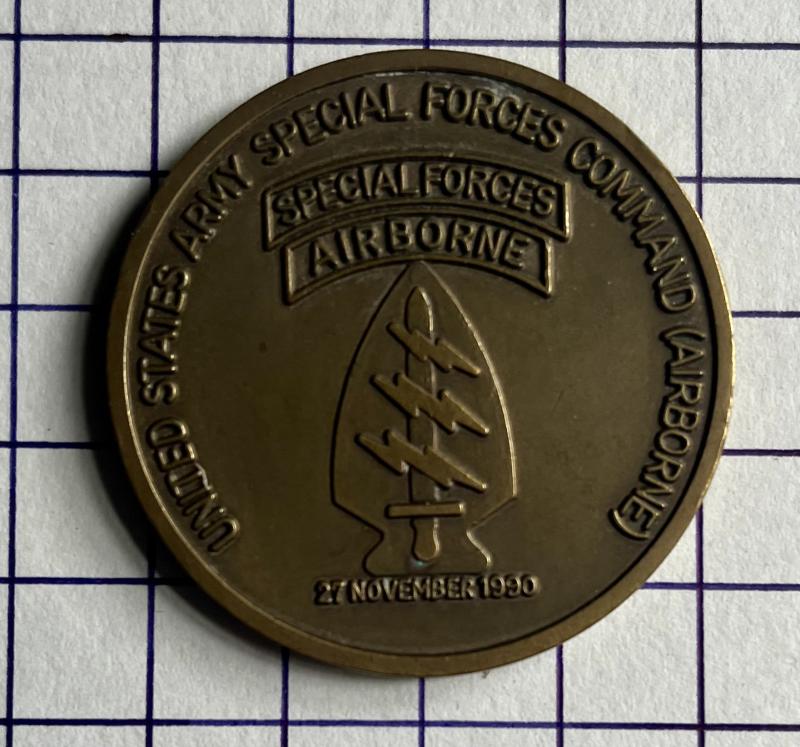 UNITED STATES ARMY SPECIAL FORCES COMMAND (AIRBORNE)
SPECIAL FORCES
AIRBORNE
27 NOVEMBER 1990